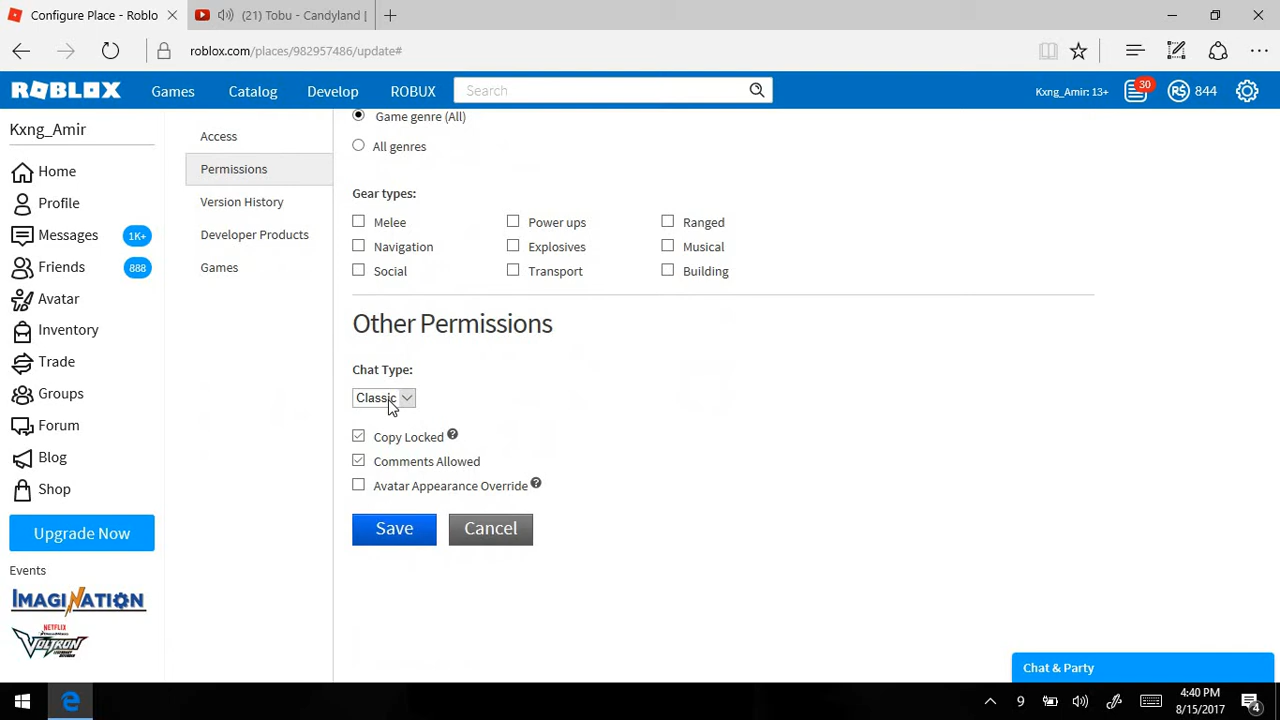 Configure Place - Roblo
(21) Tobu - Candyland |
roblox.com/places/982957486/update#
ROBLOX
Games
Catalog
Develop
ROBUX
Search
Kxng_Amir: 13+
30
R$
844
Kxng_Amir
Home
Profile
Messages
1K+
Friends
888
Avatar
Inventory
Trade
Groups
Forum
Blog
Shop
Upgrade Now
Events
IMAGINATION
NETFLIX
VOLTRON
Access
Permissions
Version History
Developer Products
Games
Game genre (All)
All genres
Gear types:
Melee
Power ups
Ranged
Navigation
Explosives
Musical
Social
Transport
Building
Other Permissions
Chat Type:
Classic
Copy Locked ?
Comments Allowed
Avatar Appearance Override ?
Save
Cancel
Chat & Party
9
4:40 PM
8/15/2017
4